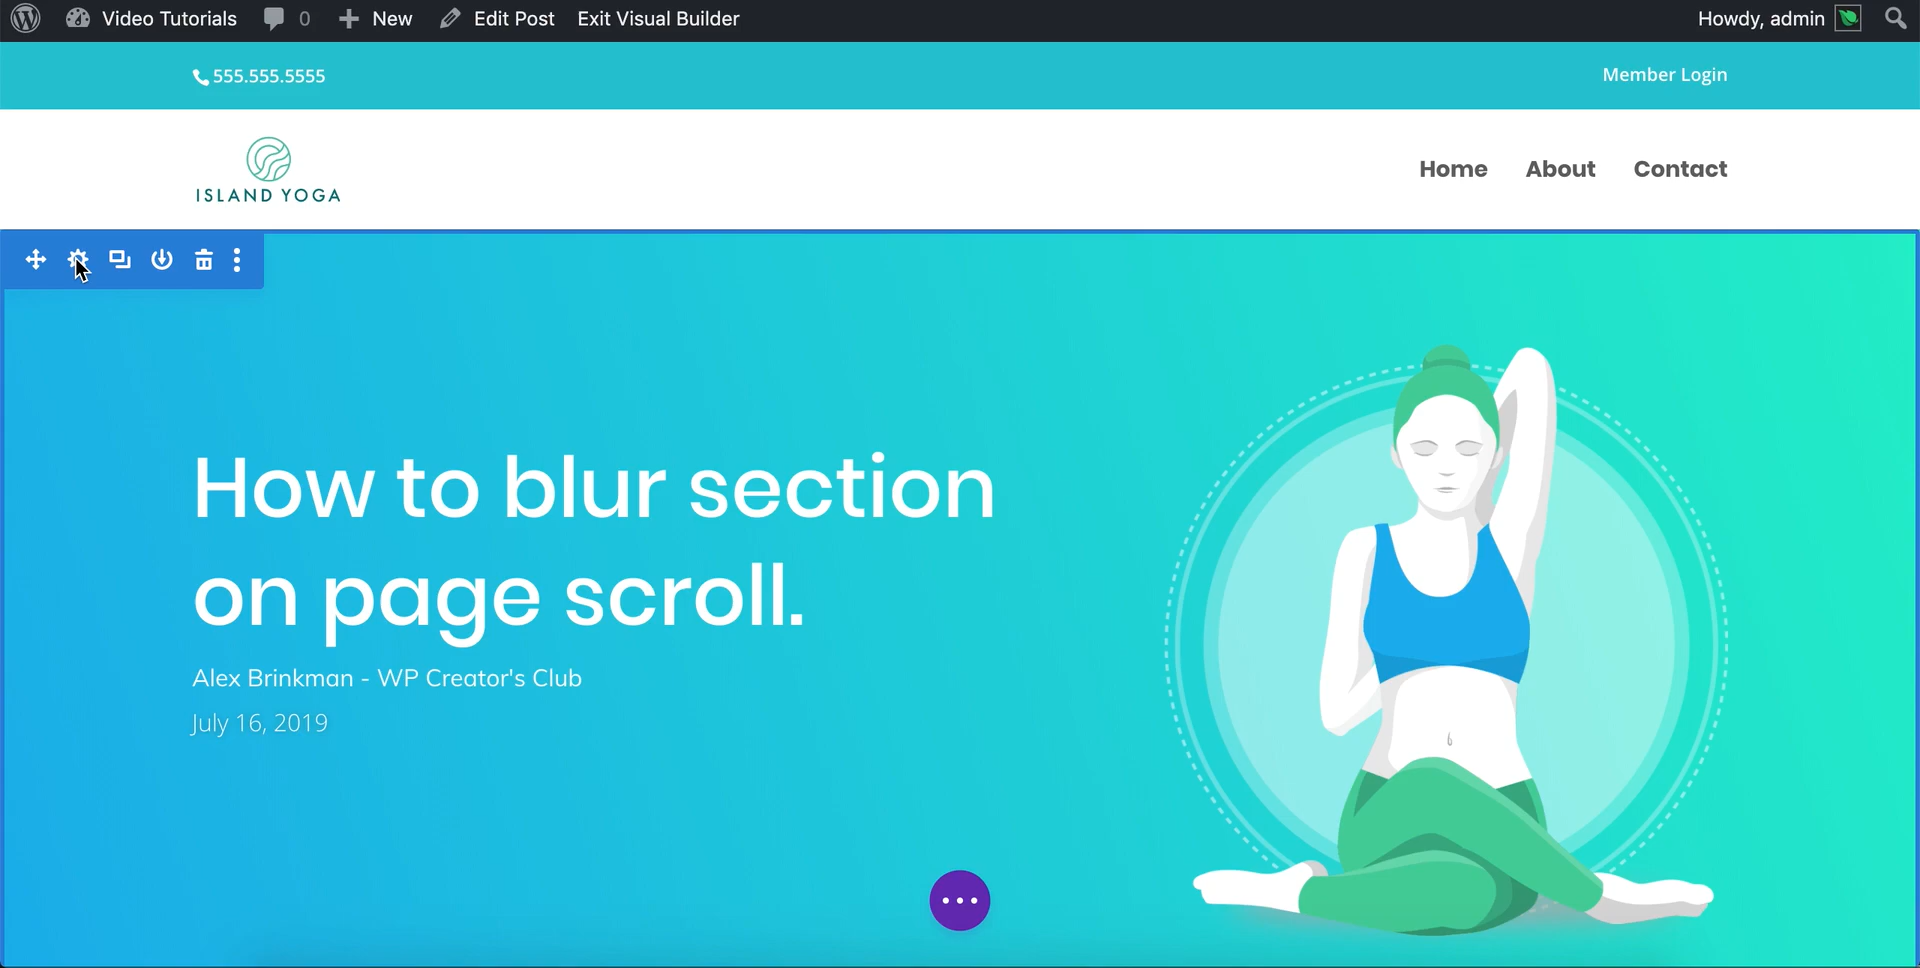 Video Tutorials 0 New Edit Post Exit Visual Builder Howdy, admin
555.555.5555 Member Login
ISLAND YOGA
Home About Contact
How to blur section
on page scroll.
Alex Brinkman - WP Creator's Club
July 16, 2019